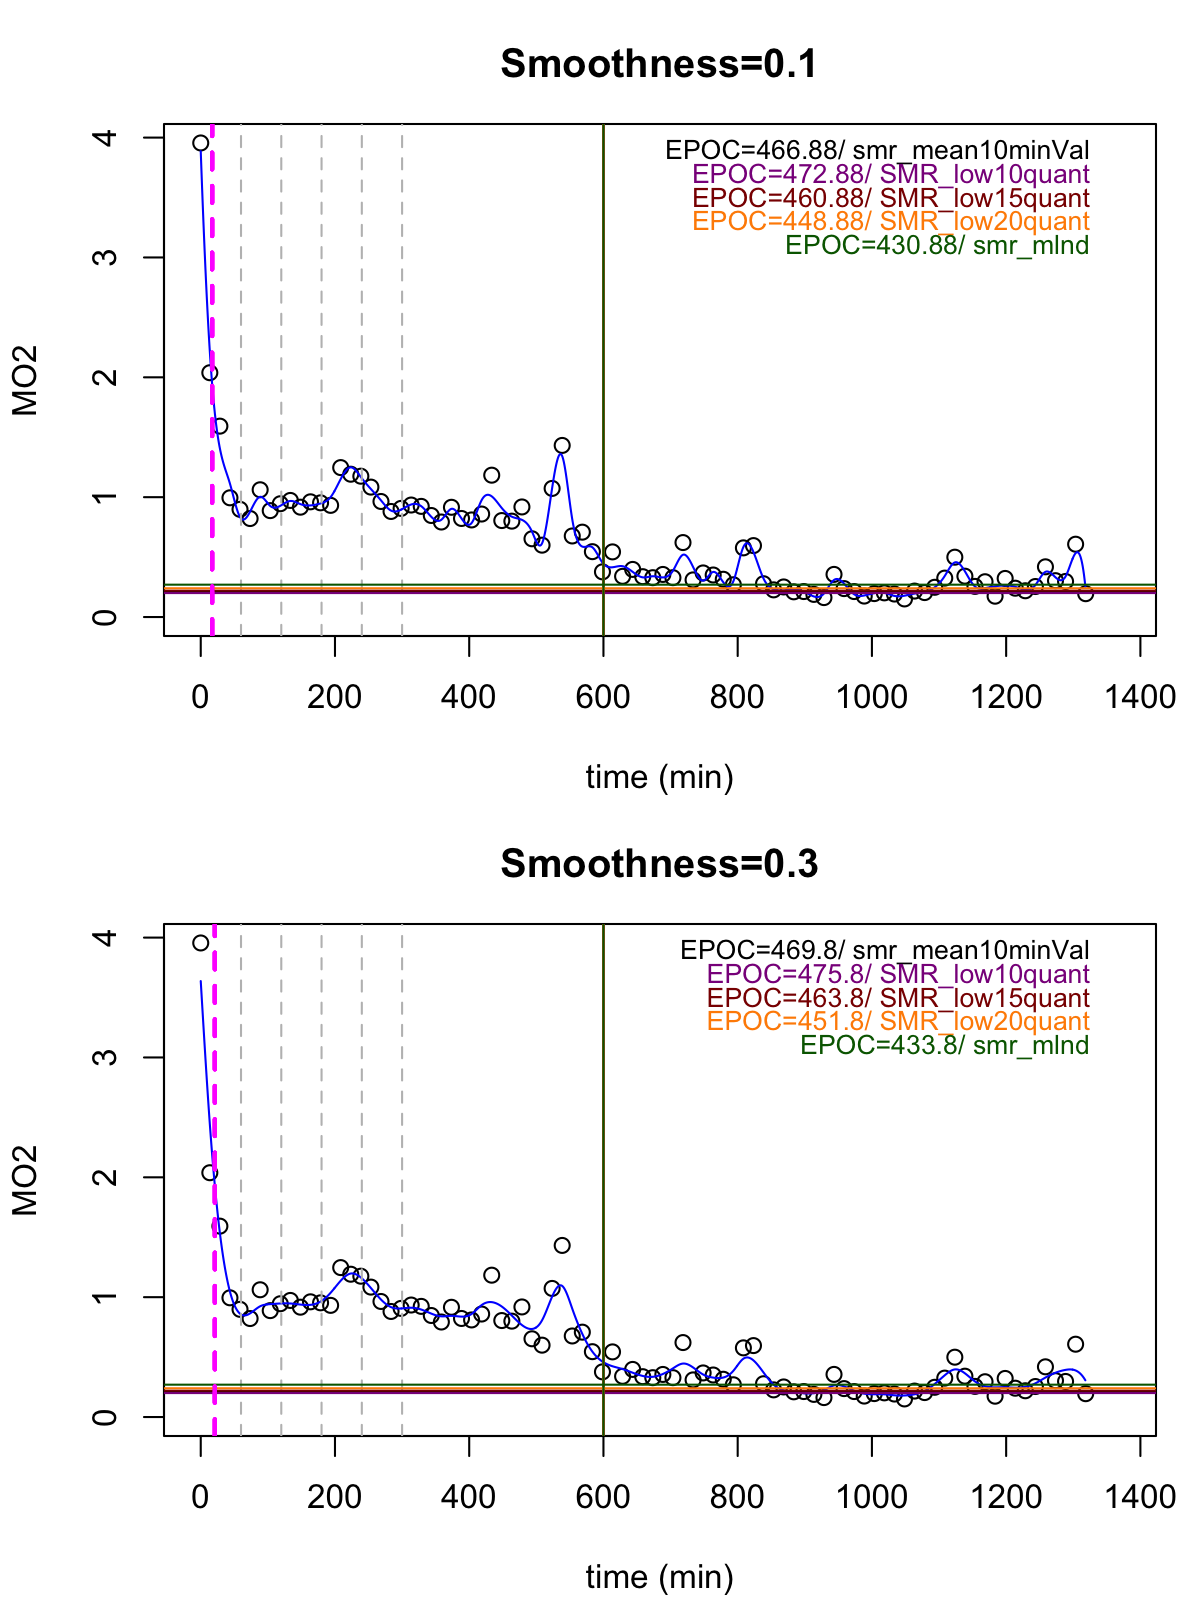 Smoothness=0.1
EPOC=466.88/ smr_mean10minVal
EPOC=472.88/ SMR_low10quant
EPOC=460.88/ SMR_low15quant
EPOC=448.88/ SMR_low20quant
EPOC=430.88/ smr_mlnd
MO2
4
3
2
1
0
0 200 400 600 800 1000 1200 1400
time (min)
Smoothness=0.3
EPOC=469.8/ smr_mean10minVal
EPOC=475.8/ SMR_low10quant
EPOC=463.8/ SMR_low15quant
EPOC=451.8/ SMR_low20quant
EPOC=433.8/ smr_mlnd
MO2
4
3
2
1
0
0 200 400 600 800 1000 1200 1400
time (min)